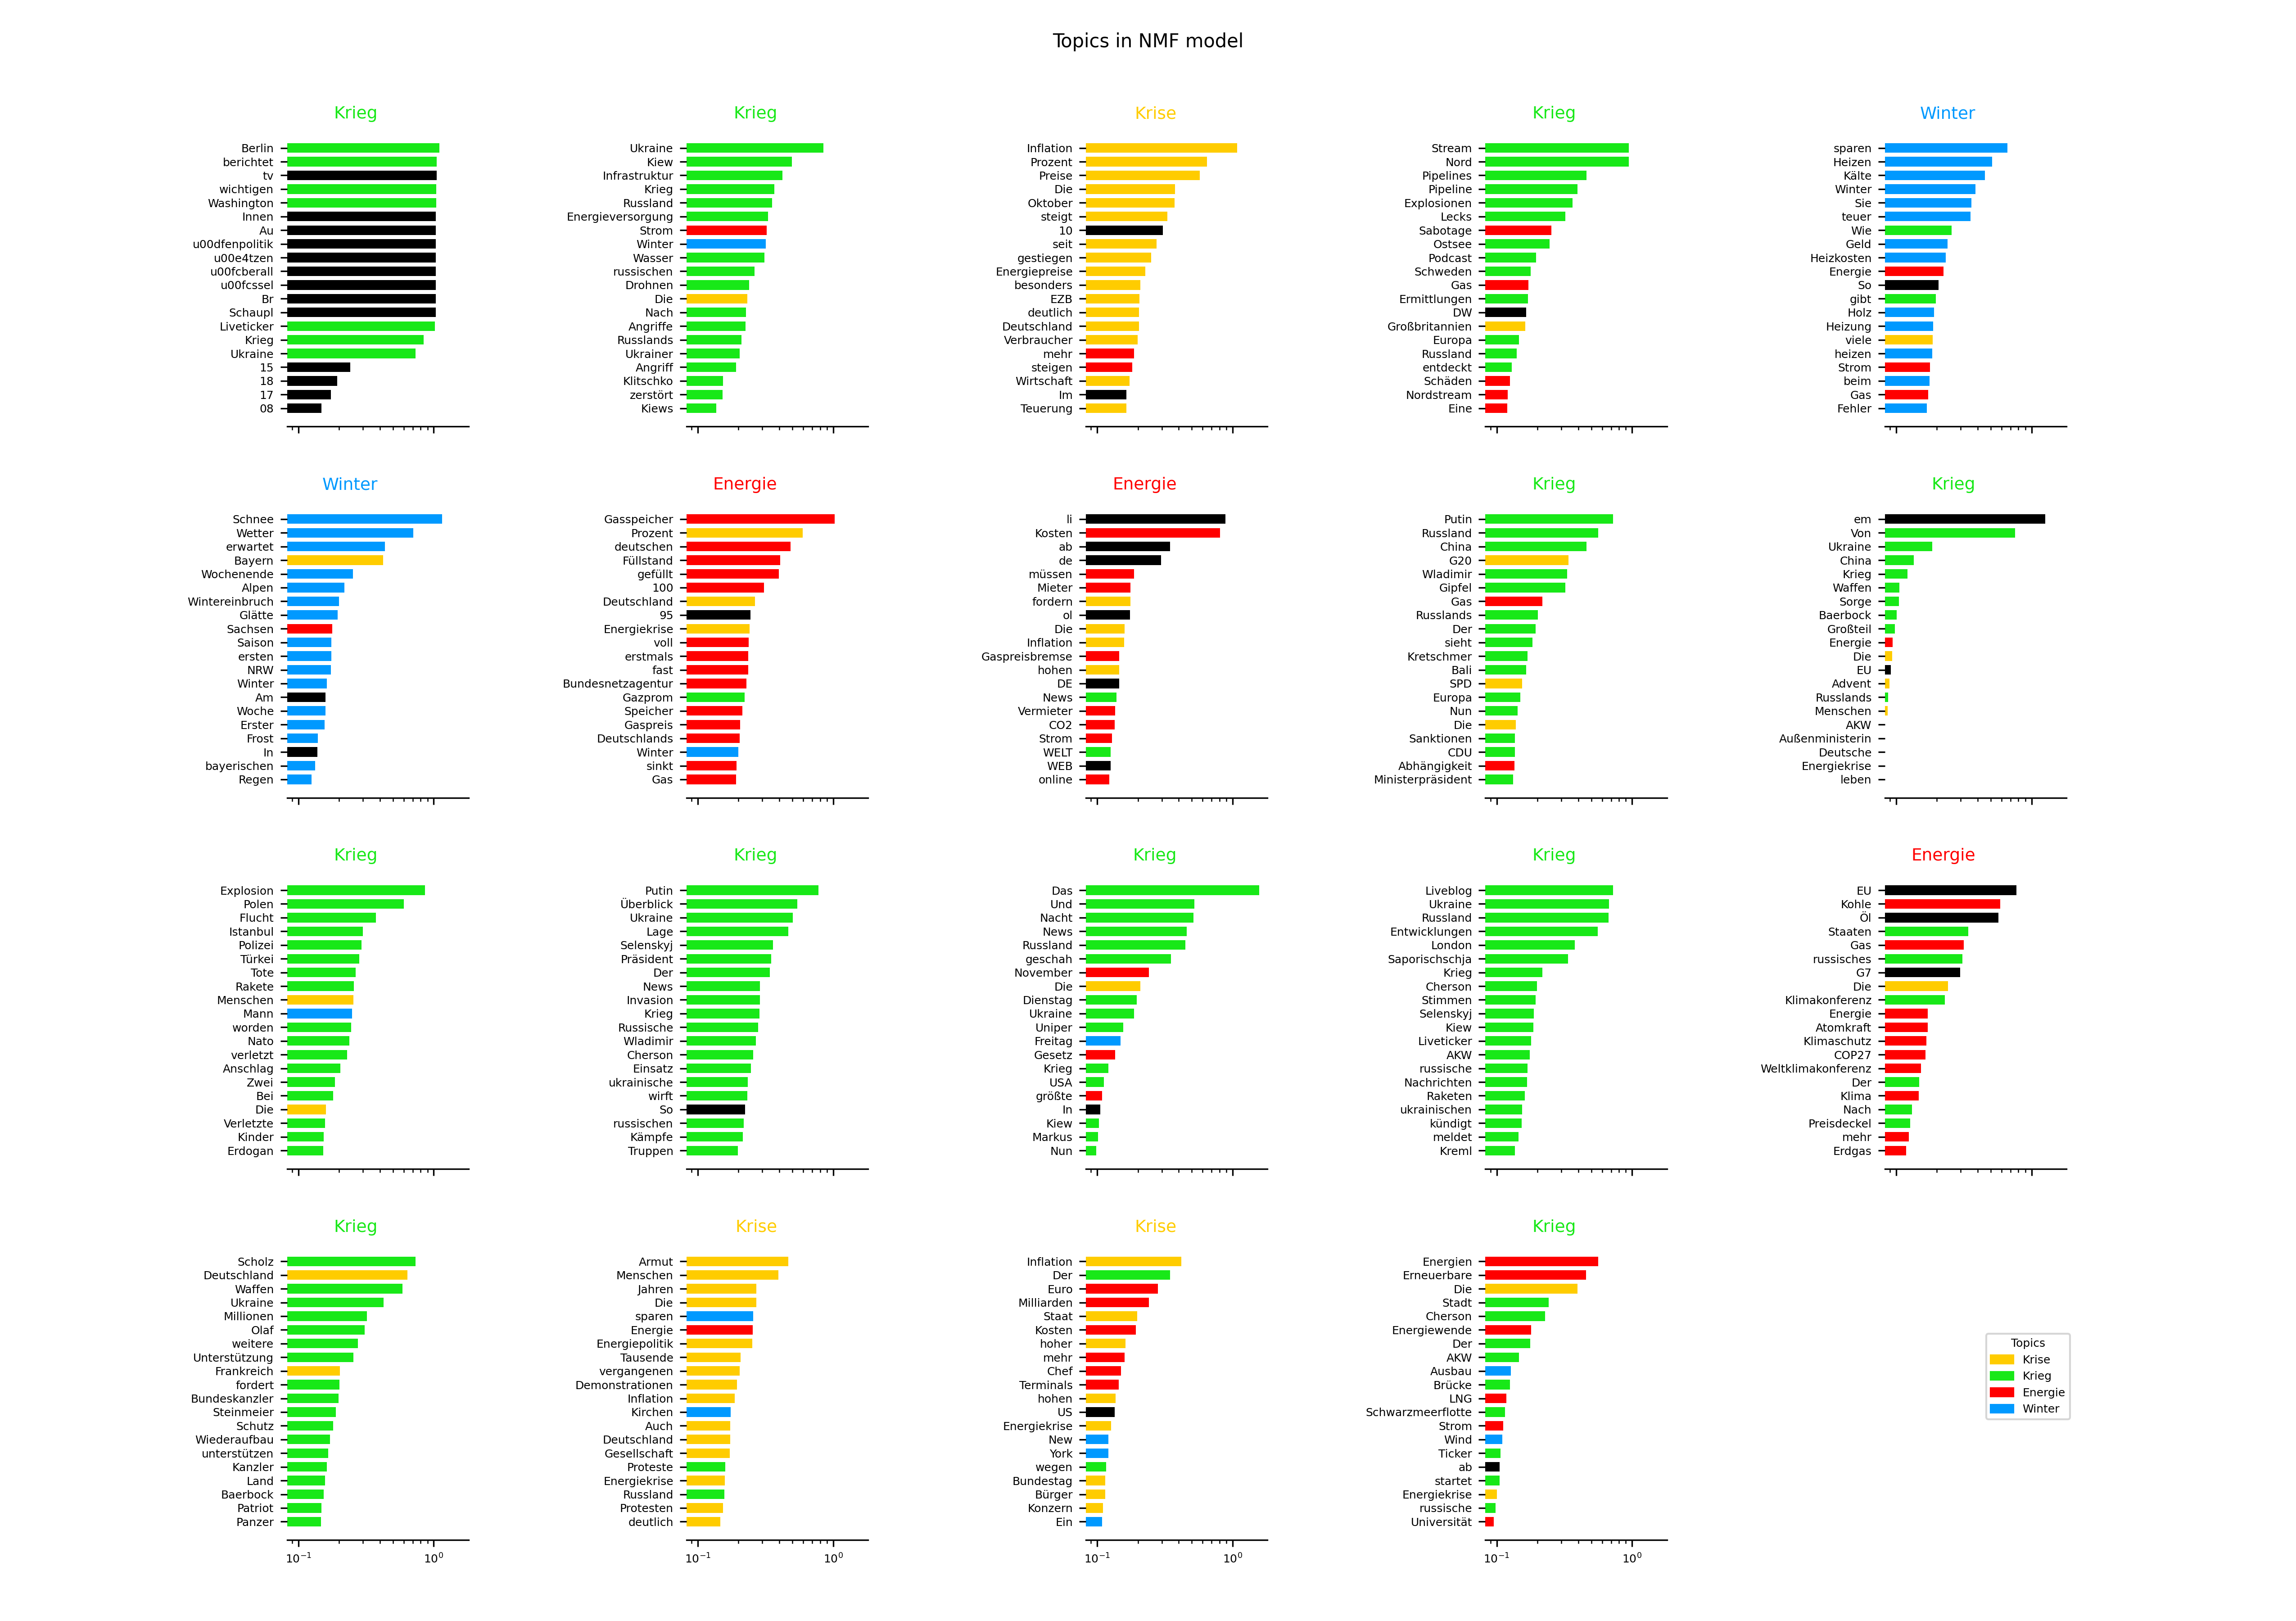 Topics in NMF model
Krieg
Berlin
berichtet
tv
wichtigen
Washington
Innen
Au
u00dfenpolitik
u00e4tzen
u00fcberall
u00fcssel
Br
Schaupl
Liveticker
Krieg
Ukraine
15
18
17
08
Krieg
Ukraine
Kiew
Infrastruktur
Krieg
Russland
Energieversorgung
Strom
Winter
Wasser
russischen
Drohnen
Die
Nach
Angriffe
Russlands
Ukrainer
Angriff
Klitschko
zerstört
Kiews
Krise
Inflation
Prozent
Preise
Die
Oktober
steigt
10
seit
gestiegen
Energiepreise
besonders
EZB
deutlich
Deutschland
Verbraucher
mehr
steigen
Wirtschaft
Im
Teuerung
Krieg
Stream
Nord
Pipelines
Pipeline
Explosionen
Lecks
Sabotage
Ostsee
Podcast
Schweden
Gas
Ermittlungen
DW
Großbritannien
Europa
Russland
entdeckt
Schäden
Nordstream
Eine
Winter
sparen
Heizen
Kälte
Winter
Sie
teuer
Wie
Geld
Heizkosten
Energie
So
gibt
Holz
Heizung
viele
heizen
Strom
beim
Gas
Fehler
Winter
Schnee
Wetter
erwartet
Bayern
Wochenende
Alpen
Wintereinbruch
Glätte
Sachsen
Saison
ersten
NRW
Winter
Am
Woche
Erster
Frost
In
bayerischen
Regen
Energie
Gasspeicher
Prozent
deutschen
Füllstand
gefüllt
100
Deutschland
95
Energiekrise
voll
erstmals
fast
Bundesnetzagentur
Gazprom
Speicher
Gaspreis
Deutschlands
Winter
sinkt
Gas
Energie
li
Kosten
ab
de
müssen
Mieter
fordern
ol
Die
Inflation
Gaspreisbremse
hohen
DE
News
Vermieter
CO2
Strom
WELT
WEB
online
Krieg
Putin
Russland
China
G20
Wladimir
Gipfel
Gas
Russlands
Der
sieht
Kretschmer
Bali
SPD
Europa
Nun
Die
Sanktionen
CDU
Abhängigkeit
Ministerpräsident
Krieg
em
Von
Ukraine
China
Krieg
Waffen
Sorge
Baerbock
Großteil
Energie
Die
EU
Advent
Russlands
Menschen
AKW
Außenministerin
Deutsche
Energiekrise
leben
Krieg
Explosion
Polen
Flucht
Istanbul
Polizei
Türkei
Tote
Rakete
Menschen
Mann
worden
Nato
verletzt
Anschlag
Zwei
Bei
Die
Verletzte
Kinder
Erdogan
Krieg
Putin
Überblick
Ukraine
Lage
Selenskyj
Präsident
Der
News
Invasion
Krieg
Russische
Wladimir
Cherson
Einsatz
ukrainische
wirft
So
russischen
Kämpfe
Truppen
Krieg
Das
Und
Nacht
News
Russland
geschah
November
Die
Dienstag
Ukraine
Uniper
Freitag
Gesetz
Krieg
USA
größte
In
Kiew
Markus
Nun
Krieg
Liveblog
Ukraine
Russland
Entwicklungen
London
Saporischschja
Krieg
Cherson
Stimmen
Selenskyj
Kiew
Liveticker
AKW
russische
Nachrichten
Raketen
ukrainischen
kündigt
meldet
Kreml
Energie
EU
Kohle
Öl
Staaten
Gas
russisches
G7
Die
Klimakonferenz
Energie
Atomkraft
Klimaschutz
COP27
Weltklimakonferenz
Der
Klima
Nach
Preisdeckel
mehr
Erdgas
Krieg
Scholz
Deutschland
Waffen
Ukraine
Millionen
Olaf
weitere
Unterstützung
Frankreich
fordert
Bundeskanzler
Steinmeier
Schutz
Wiederaufbau
unterstützen
Kanzler
Land
Baerbock
Patriot
Panzer
10⁻¹ 10⁰
Krise
Armut
Menschen
Jahren
Die
sparen
Energie
Energiepolitik
Tausende
vergangenen
Demonstrationen
Inflation
Kirchen
Auch
Deutschland
Gesellschaft
Proteste
Energiekrise
Russland
Protesten
deutlich
10⁻¹ 10⁰
Krise
Inflation
Der
Euro
Milliarden
Staat
Kosten
hoher
mehr
Chef
Terminals
hohen
US
Energiekrise
New
York
wegen
Bundestag
Bürger
Konzern
Ein
10⁻¹ 10⁰
Krieg
Energien
Erneuerbare
Die
Stadt
Cherson
Energiewende
Der
AKW
Ausbau
Brücke
LNG
Schwarzmeerflotte
Strom
Wind
Ticker
ab
startet
Energiekrise
russische
Universität
10⁻¹ 10⁰
Topics
Krise
Krieg
Energie
Winter